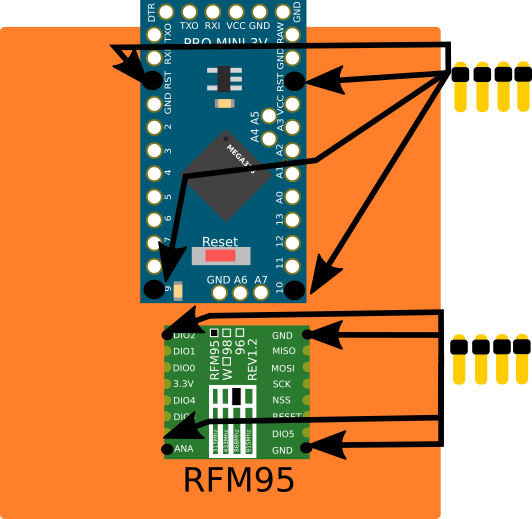 DTR TXO RXI VCC GND GND
PRO MINI 3V
TXO
RXI
RST
GND
2
3
4
5
6
7
9
RAW
GND
RST
VCC
A3
A2
A1
A0
13
12
11
10
A4 A5
MEGA3
Reset
GND A6 A7
DIO2
DIO1
DIO0
3.3V
DIO4
ANA
RFM95
W 98
96
REV1.2
GND
MISO
MOSI
SCK
NSS
RESET
DIO5
GND
868MHz
915MHz
RFM95